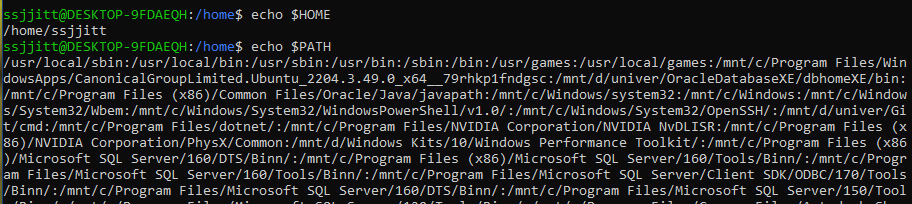 ssjjitt@DESKTOP-9FDAEQH:/home$ echo $HOME
/home/ssjjitt
ssjjitt@DESKTOP-9FDAEQH:/home$ echo $PATH
/usr/local/sbin:/usr/local/bin:/usr/sbin:/usr/bin:/sbin:/bin:/usr/games:/usr/local/games:/mnt/c/Program Files/Win
dowsApps/CanonicalGroupLimited.Ubuntu_2204.3.49.0_x64__79rhkp1fndgsc:/mnt/d/univer/OracleDatabaseXE/dbhomeXE/bin:
/mnt/c/Program Files (x86)/Common Files/Oracle/Java/javapath:/mnt/c/Windows/system32:/mnt/c/Windows:/mnt/c/Window
s/System32/Wbem:/mnt/c/Windows/System32/WindowsPowerShell/v1.0/:/mnt/c/Windows/System32/OpenSSH/:/mnt/d/univer/Gi
t/cmd:/mnt/c/Program Files/dotnet/:/mnt/c/Program Files/NVIDIA Corporation/NVIDIA NvDLISR:/mnt/c/Program Files (x
86)/NVIDIA Corporation/PhysX/Common:/mnt/d/Windows Kits/10/Windows Performance Toolkit/:/mnt/c/Program Files (x86
)/Microsoft SQL Server/160/DTS/Binn/:/mnt/c/Program Files (x86)/Microsoft SQL Server/160/Tools/Binn/:/mnt/c/Progr
am Files/Microsoft SQL Server/160/Tools/Binn/:/mnt/c/Program Files/Microsoft SQL Server/Client SDK/ODBC/170/Tools
/Binn/:/mnt/c/Program Files/Microsoft SQL Server/160/DTS/Binn/:/mnt/c/Program Files/Microsoft SQL Server/150/Tool